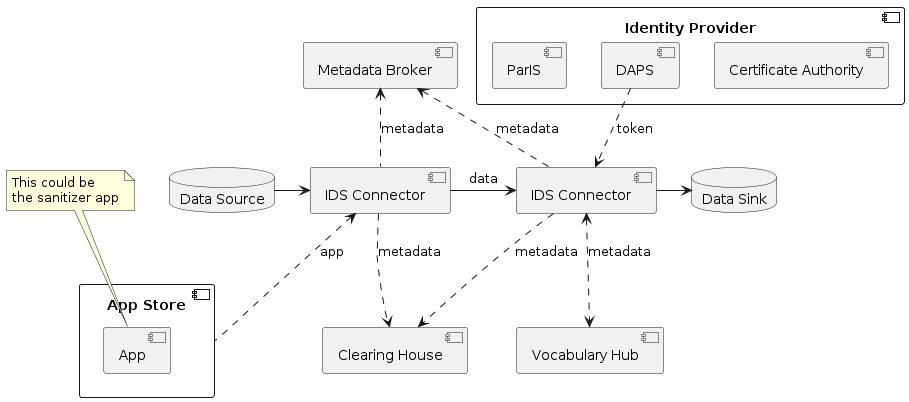 Identity Provider
Metadata Broker
ParIS
DAPS
Certificate Authority
metadata
metadata
token
This could be
the sanitizer app
Data Source
IDS Connector
data
IDS Connector
Data Sink
app
metadata
metadata
metadata
App Store
App
Clearing House
Vocabulary Hub